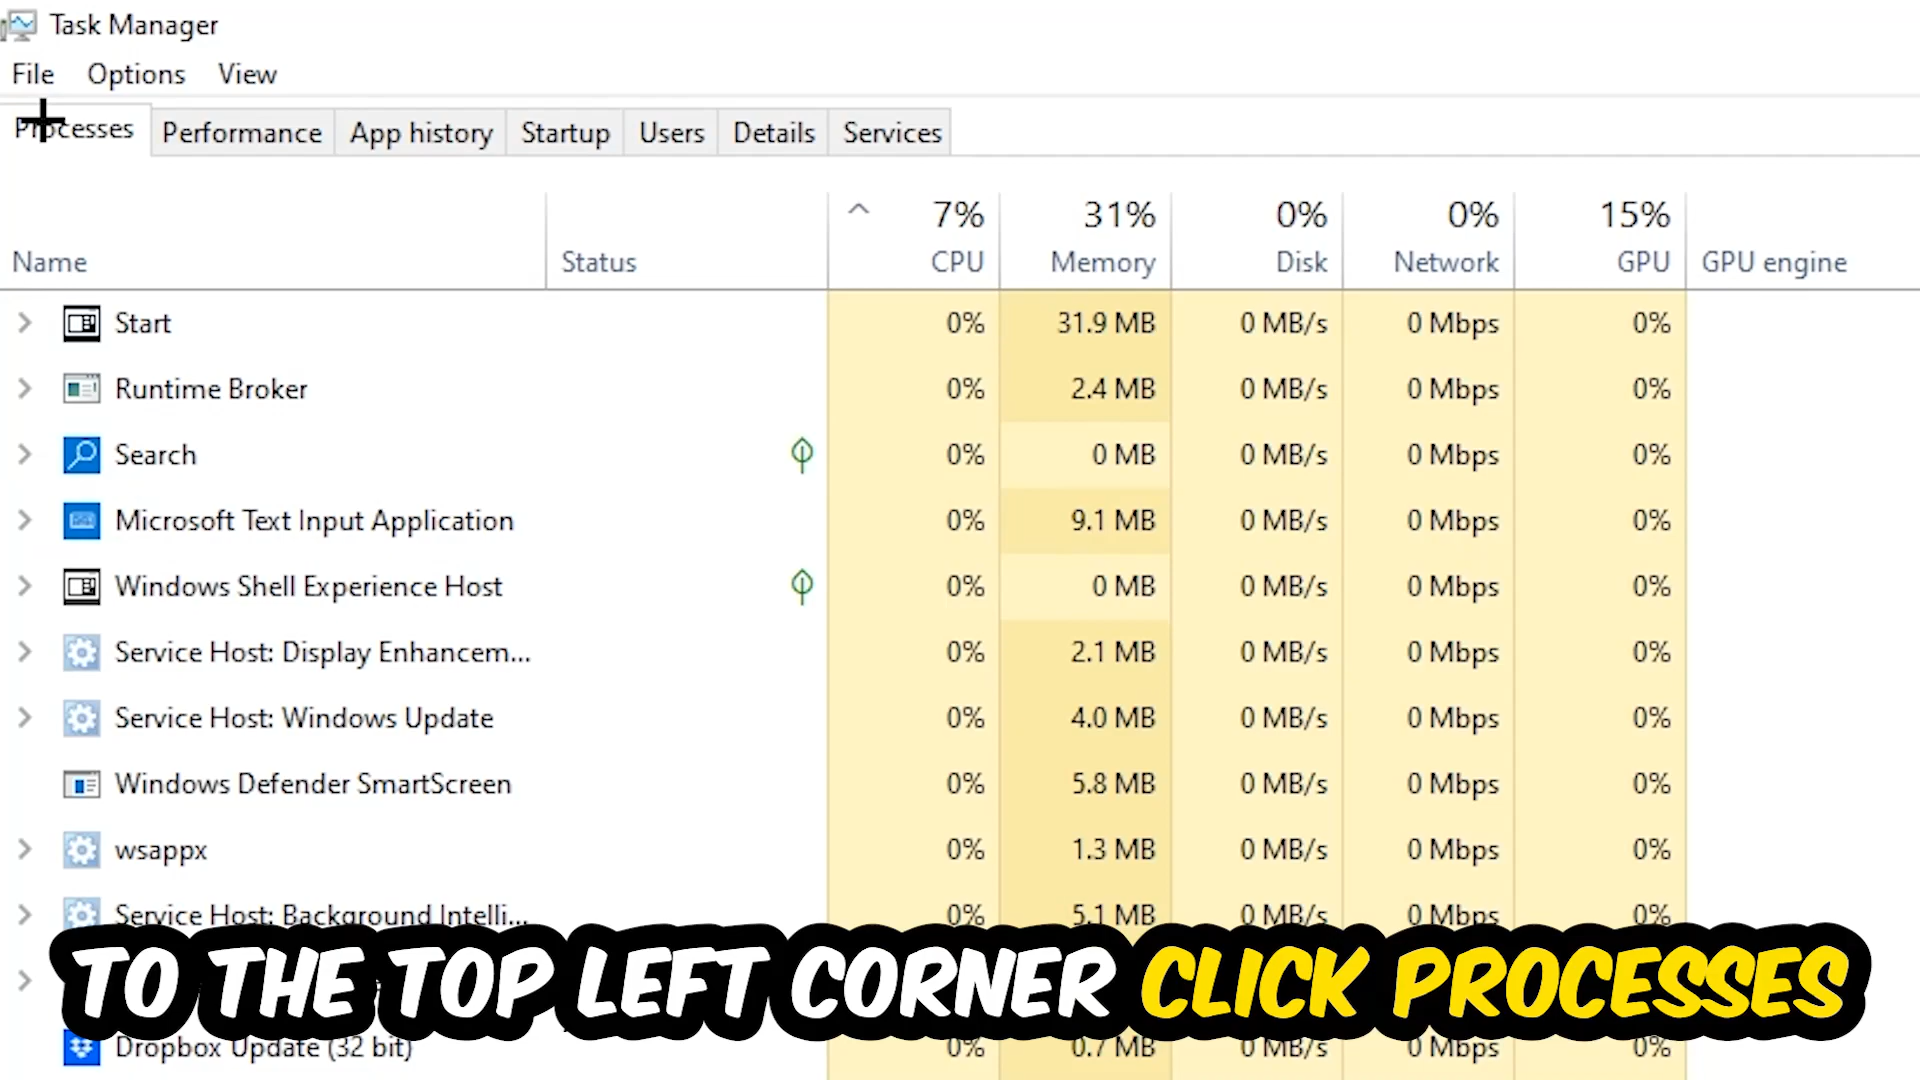 Task Manager
File Options View
Processes Performance App history Startup Users Details Services
7% 31% 0% 0% 15%
Name Status CPU Memory Disk Network GPU GPU engine
Start 0% 31.9 MB 0 MB/s 0 Mbps 0%
Runtime Broker 0% 2.4 MB 0 MB/s 0 Mbps 0%
Search 0% 0 MB 0 MB/s 0 Mbps 0%
Microsoft Text Input Application 0% 9.1 MB 0 MB/s 0 Mbps 0%
Windows Shell Experience Host 0% 0 MB 0 MB/s 0 Mbps 0%
Service Host: Display Enhancem... 0% 2.1 MB 0 MB/s 0 Mbps 0%
Service Host: Windows Update 0% 4.0 MB 0 MB/s 0 Mbps 0%
Windows Defender SmartScreen 0% 5.8 MB 0 MB/s 0 Mbps 0%
wsappx 0% 1.3 MB 0 MB/s 0 Mbps 0%
Service Host: Background Intelli... 0% 5.1 MB 0 MB/s 0 Mbps 0%
TO THE TOP LEFT CORNER CLICK PROCESSES
Dropbox Update (32 bit) 0% 0.7 MB 0 MB/s 0 Mbps 0%